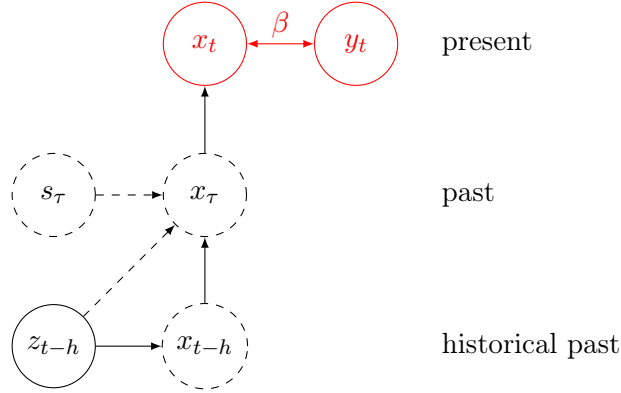 β
x_t y_t present
s_τ x_τ past
z_{t−h} x_{t−h} historical past